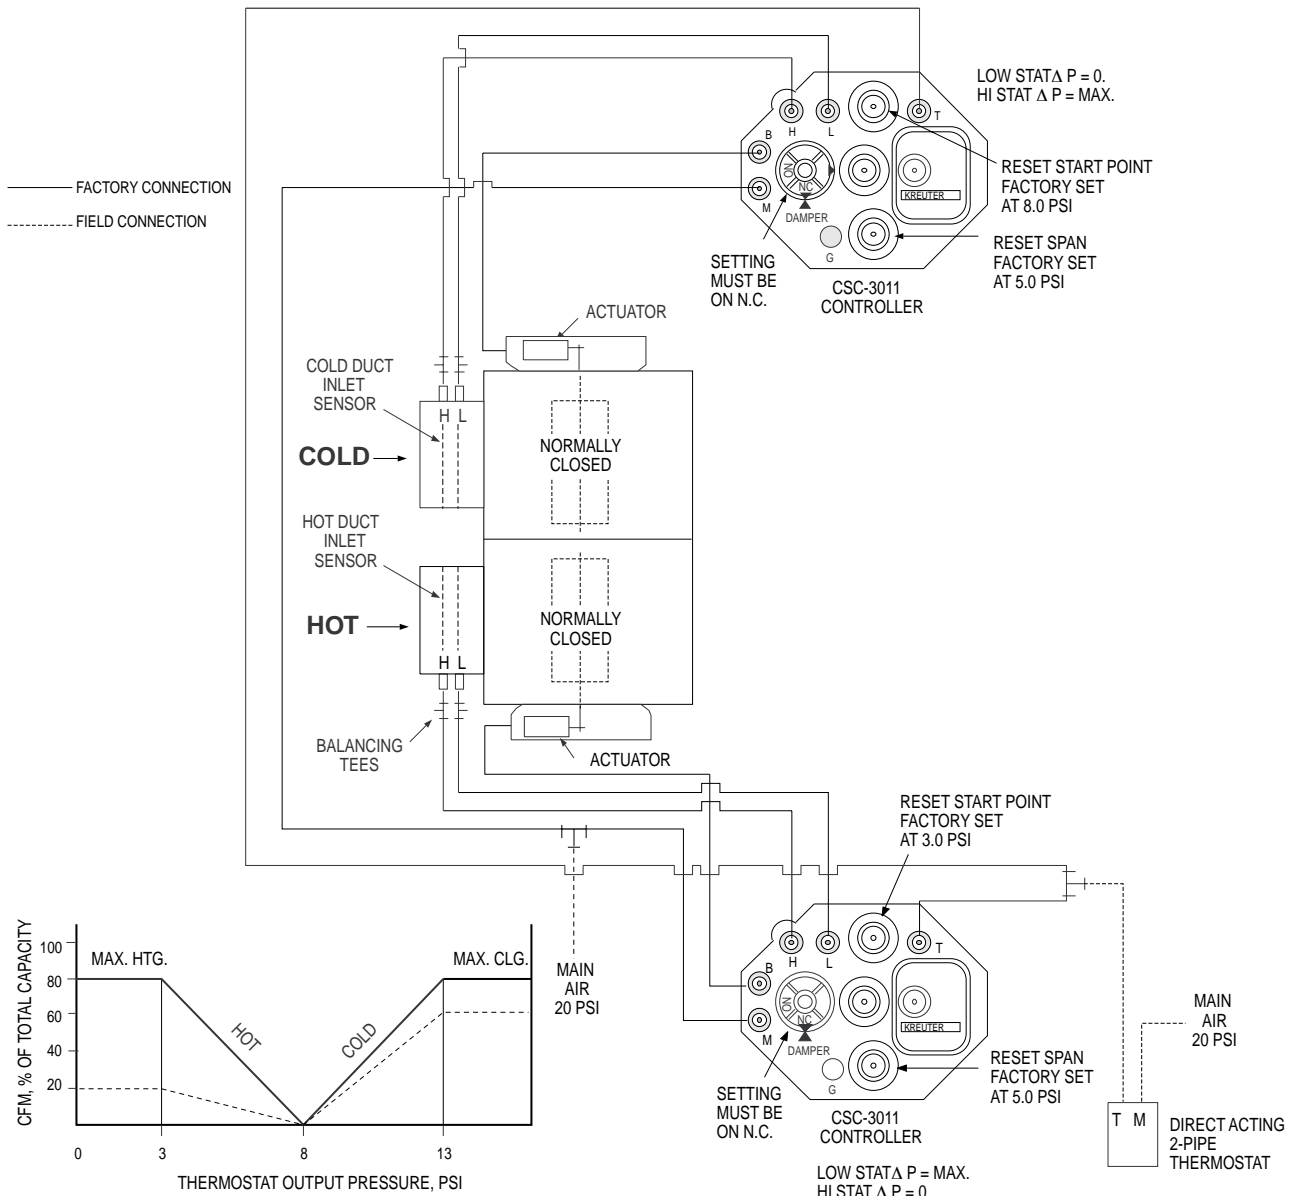 LOW STAT Δ P = 0.
HI STAT Δ P = MAX.
H
L
T
B
M
NO
NC
DAMPER
G
KREUTER
RESET START POINT
FACTORY SET
AT 8.0 PSI
RESET SPAN
FACTORY SET
AT 5.0 PSI
SETTING
MUST BE
ON N.C.
CSC-3011
CONTROLLER
FACTORY CONNECTION
FIELD CONNECTION
ACTUATOR
COLD DUCT
INLET
SENSOR
H L
COLD
NORMALLY
CLOSED
HOT DUCT
INLET
SENSOR
HOT
NORMALLY
CLOSED
H L
BALANCING
TEES
ACTUATOR
RESET START POINT
FACTORY SET
AT 3.0 PSI
H
L
T
B
M
NO
NC
DAMPER
G
KREUTER
MAIN
AIR
20 PSI
MAIN
AIR
20 PSI
RESET SPAN
FACTORY SET
AT 5.0 PSI
SETTING
MUST BE
ON N.C.
CSC-3011
CONTROLLER
LOW STAT Δ P = MAX.
HI STAT Δ P = 0
T M
DIRECT ACTING
2-PIPE
THERMOSTAT
CFM, % OF TOTAL CAPACITY
100
80
60
40
20
MAX. HTG.
MAX. CLG.
HOT
COLD
0
3
8
13
THERMOSTAT OUTPUT PRESSURE, PSI